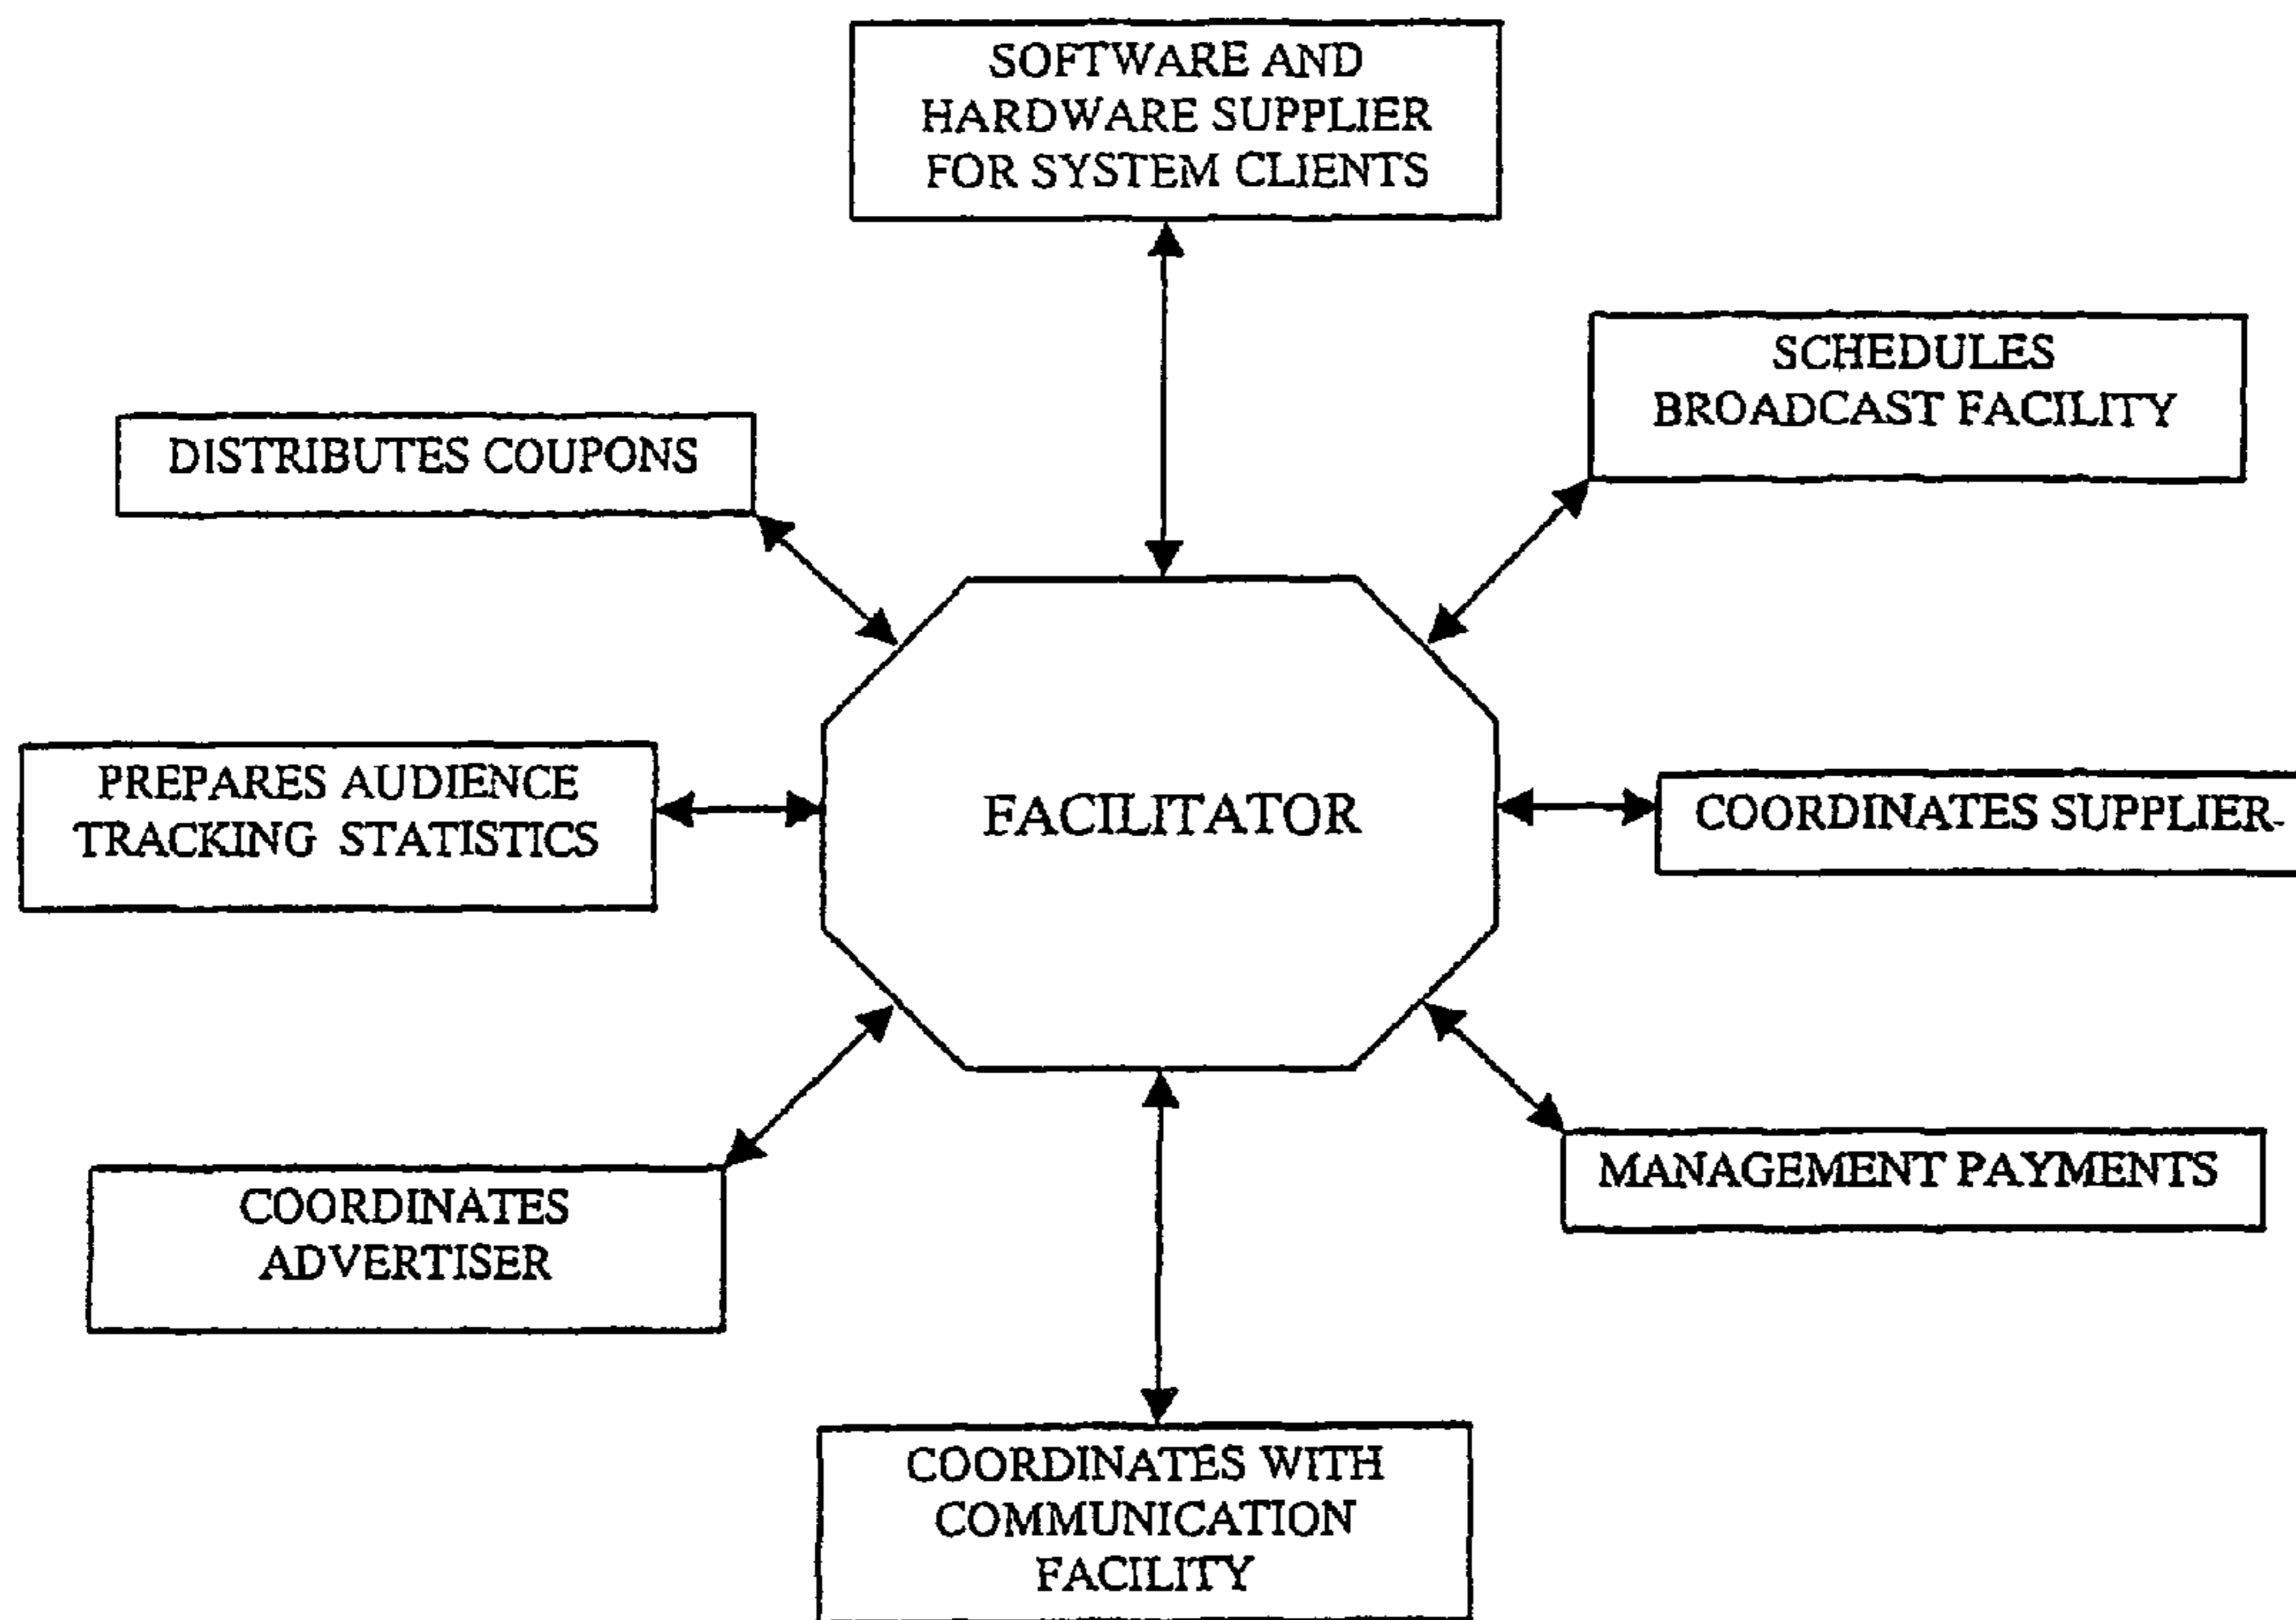 SOFTWARE AND
HARDWARE SUPPLIER
FOR SYSTEM CLIENTS
SCHEDULES
BROADCAST FACILITY
DISTRIBUTES COUPONS
PREPARES AUDIENCE
TRACKING STATISTICS
FACILITATOR
COORDINATES SUPPLIER-
MANAGEMENT PAYMENTS
COORDINATES
ADVERTISER
COORDINATES WITH
COMMUNICATION
FACILITY